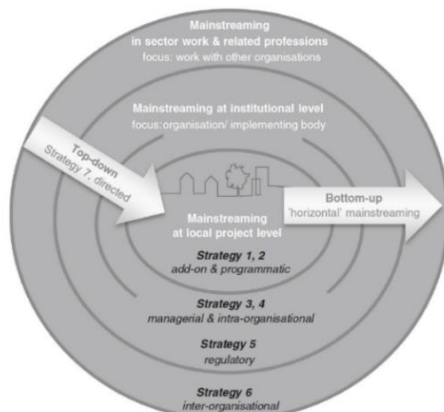 Mainstreaming
in sector work & related professions
focus: work with other organisations
Mainstreaming at institutional level
focus:organisation/ implementing body
Top-down
Strategy 7, directed
Mainstreaming
at local project level
Bottom-up
'horizontal' mainstreaming
Strategy 1, 2
add-on & programmatic
Strategy 3, 4
managerial & intra-organisational
Strategy 5
regulatory
Strategy 6
inter-organisational